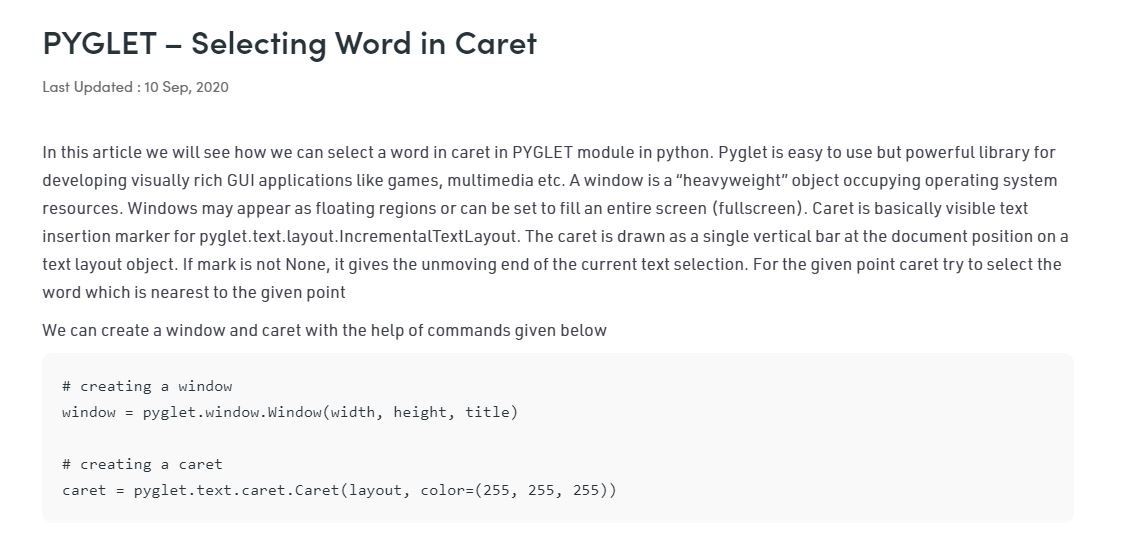 PYGLET – Selecting Word in Caret
Last Updated : 10 Sep, 2020
In this article we will see how we can select a word in caret in PYGLET module in python. Pyglet is easy to use but powerful library for
developing visually rich GUI applications like games, multimedia etc. A window is a “heavyweight” object occupying operating system
resources. Windows may appear as floating regions or can be set to fill an entire screen (fullscreen). Caret is basically visible text
insertion marker for pyglet.text.layout.IncrementalTextLayout. The caret is drawn as a single vertical bar at the document position on a
text layout object. If mark is not None, it gives the unmoving end of the current text selection. For the given point caret try to select the
word which is nearest to the given point
We can create a window and caret with the help of commands given below
# creating a window
window = pyglet.window.Window(width, height, title)
# creating a caret
caret = pyglet.text.caret.Caret(layout, color=(255, 255, 255))